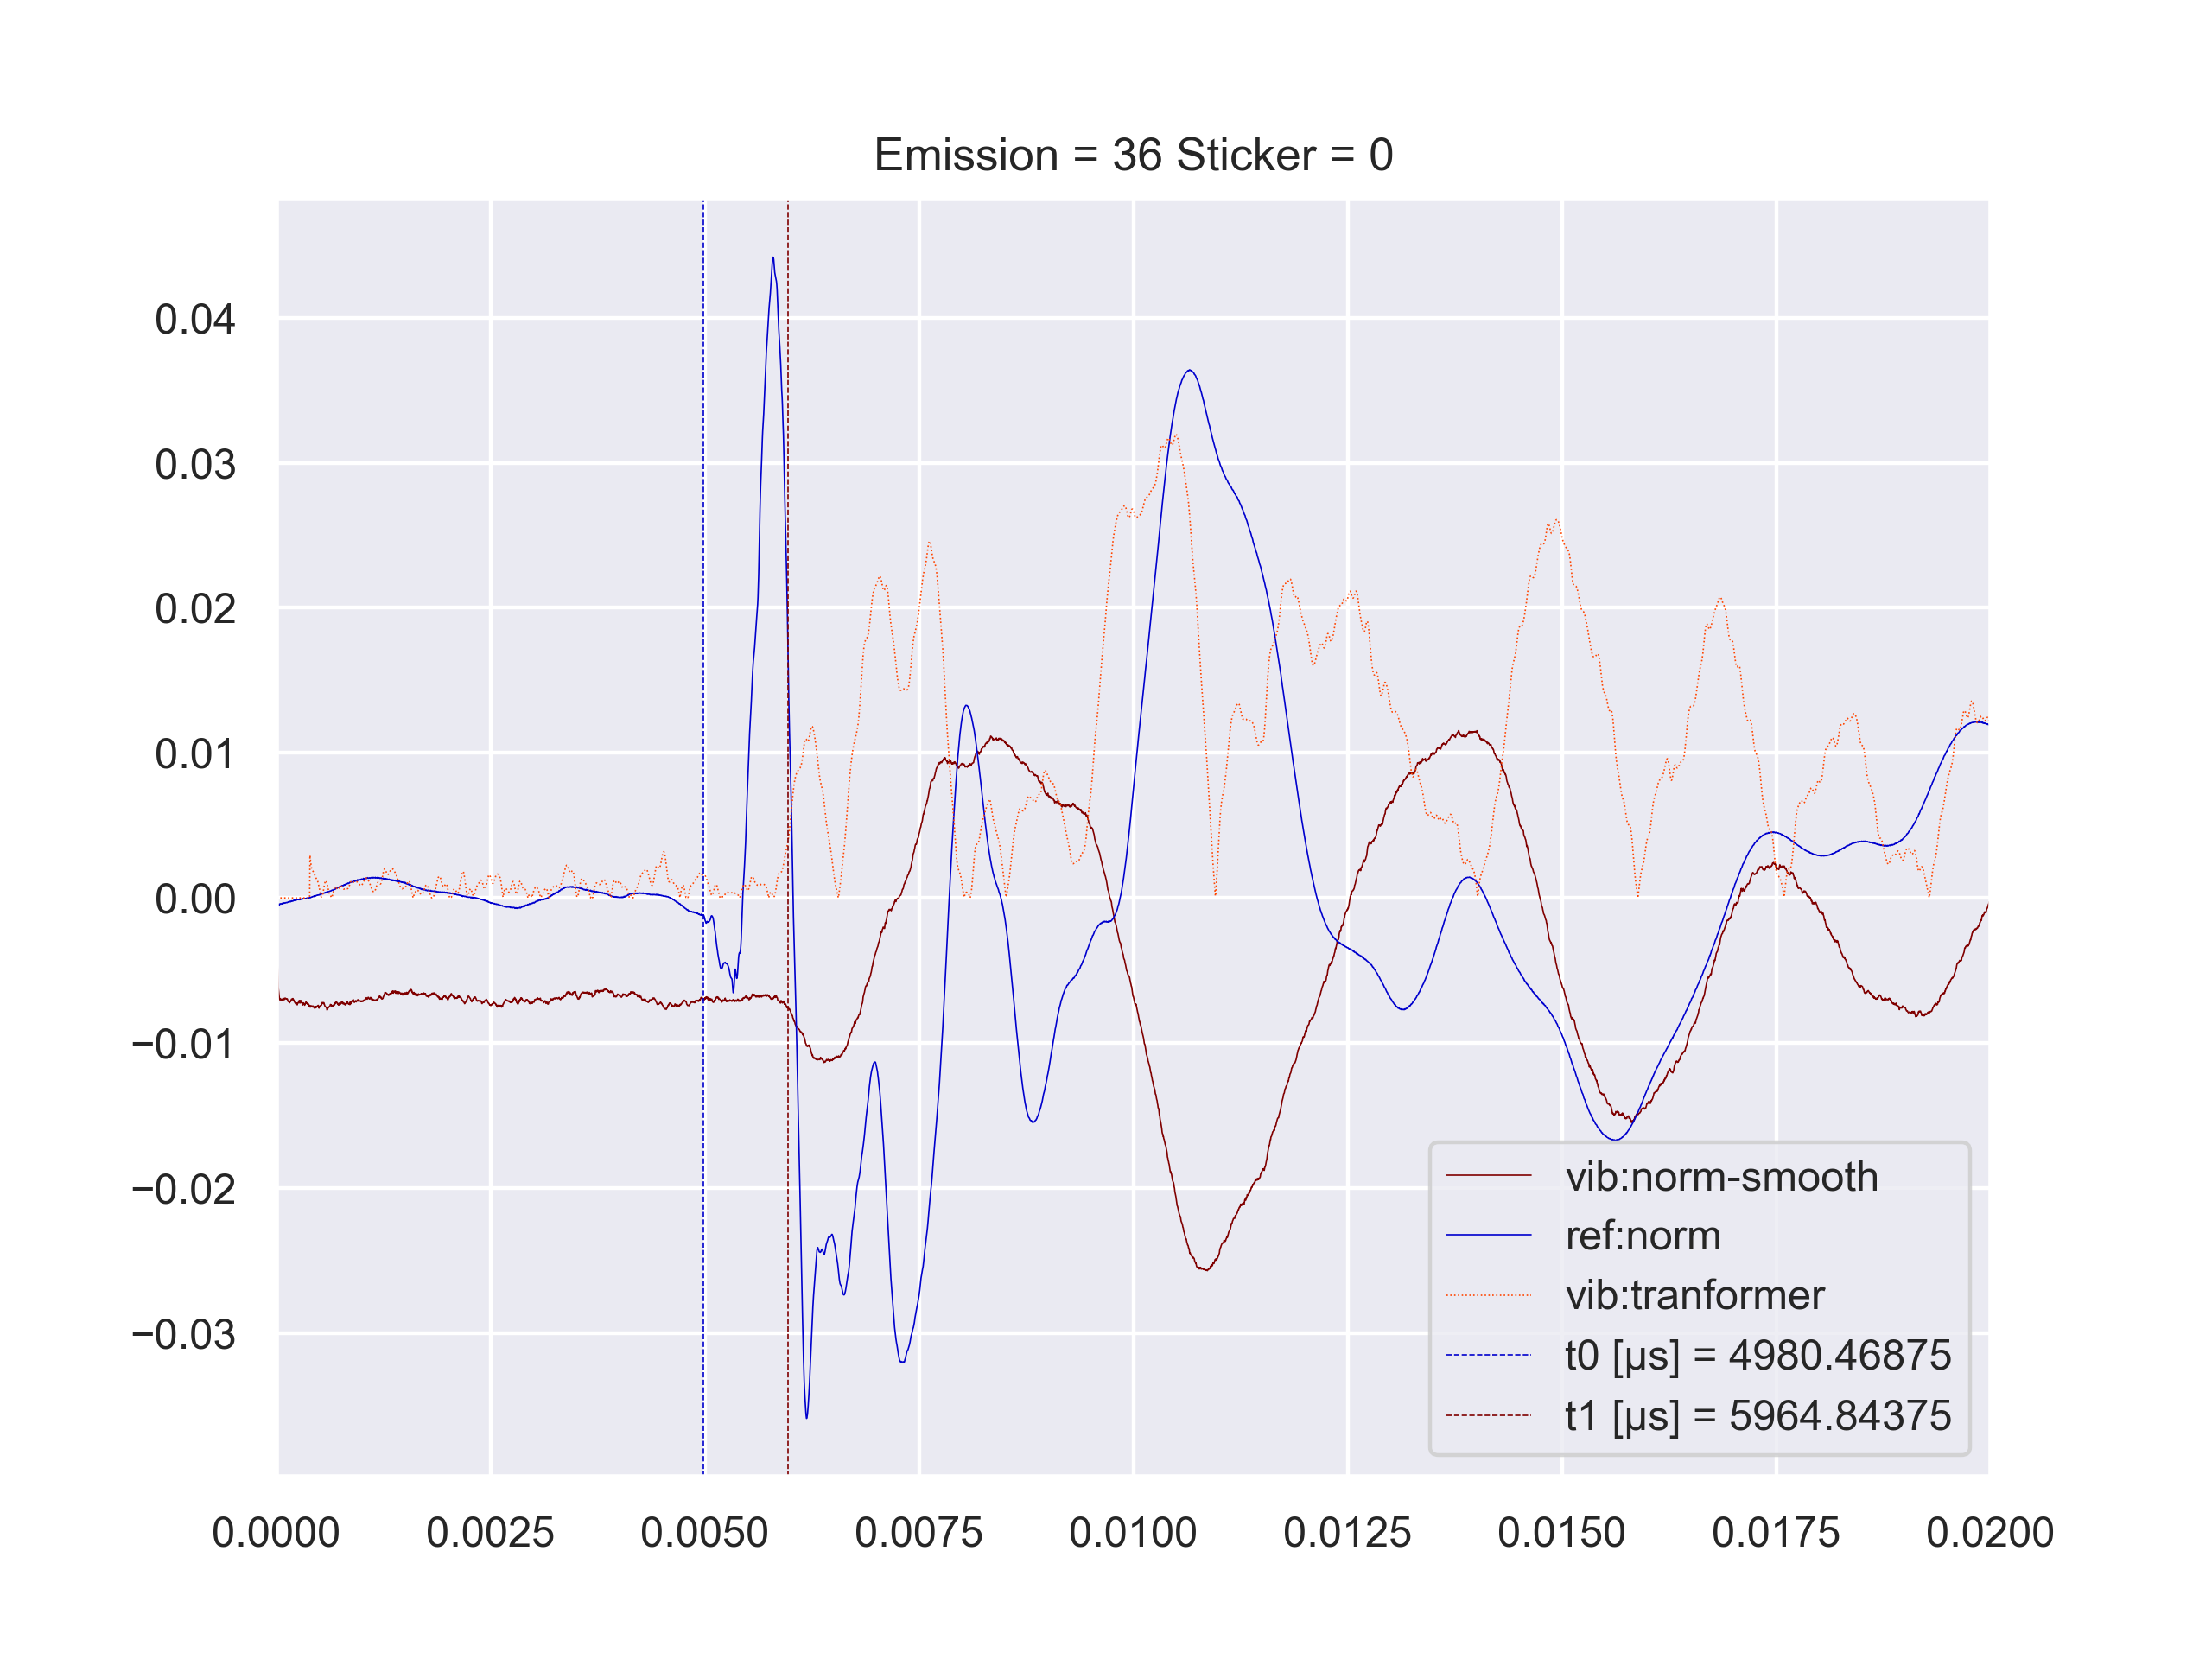 Emission = 36 Sticker = 0
0.04
0.03
0.02
0.01
0.00
−0.01
−0.02
−0.03
vib:norm-smooth
ref:norm
vib:tranformer
t0 [µs] = 4980.46875
t1 [µs] = 5964.84375
0.0000 0.0025 0.0050 0.0075 0.0100 0.0125 0.0150 0.0175 0.0200